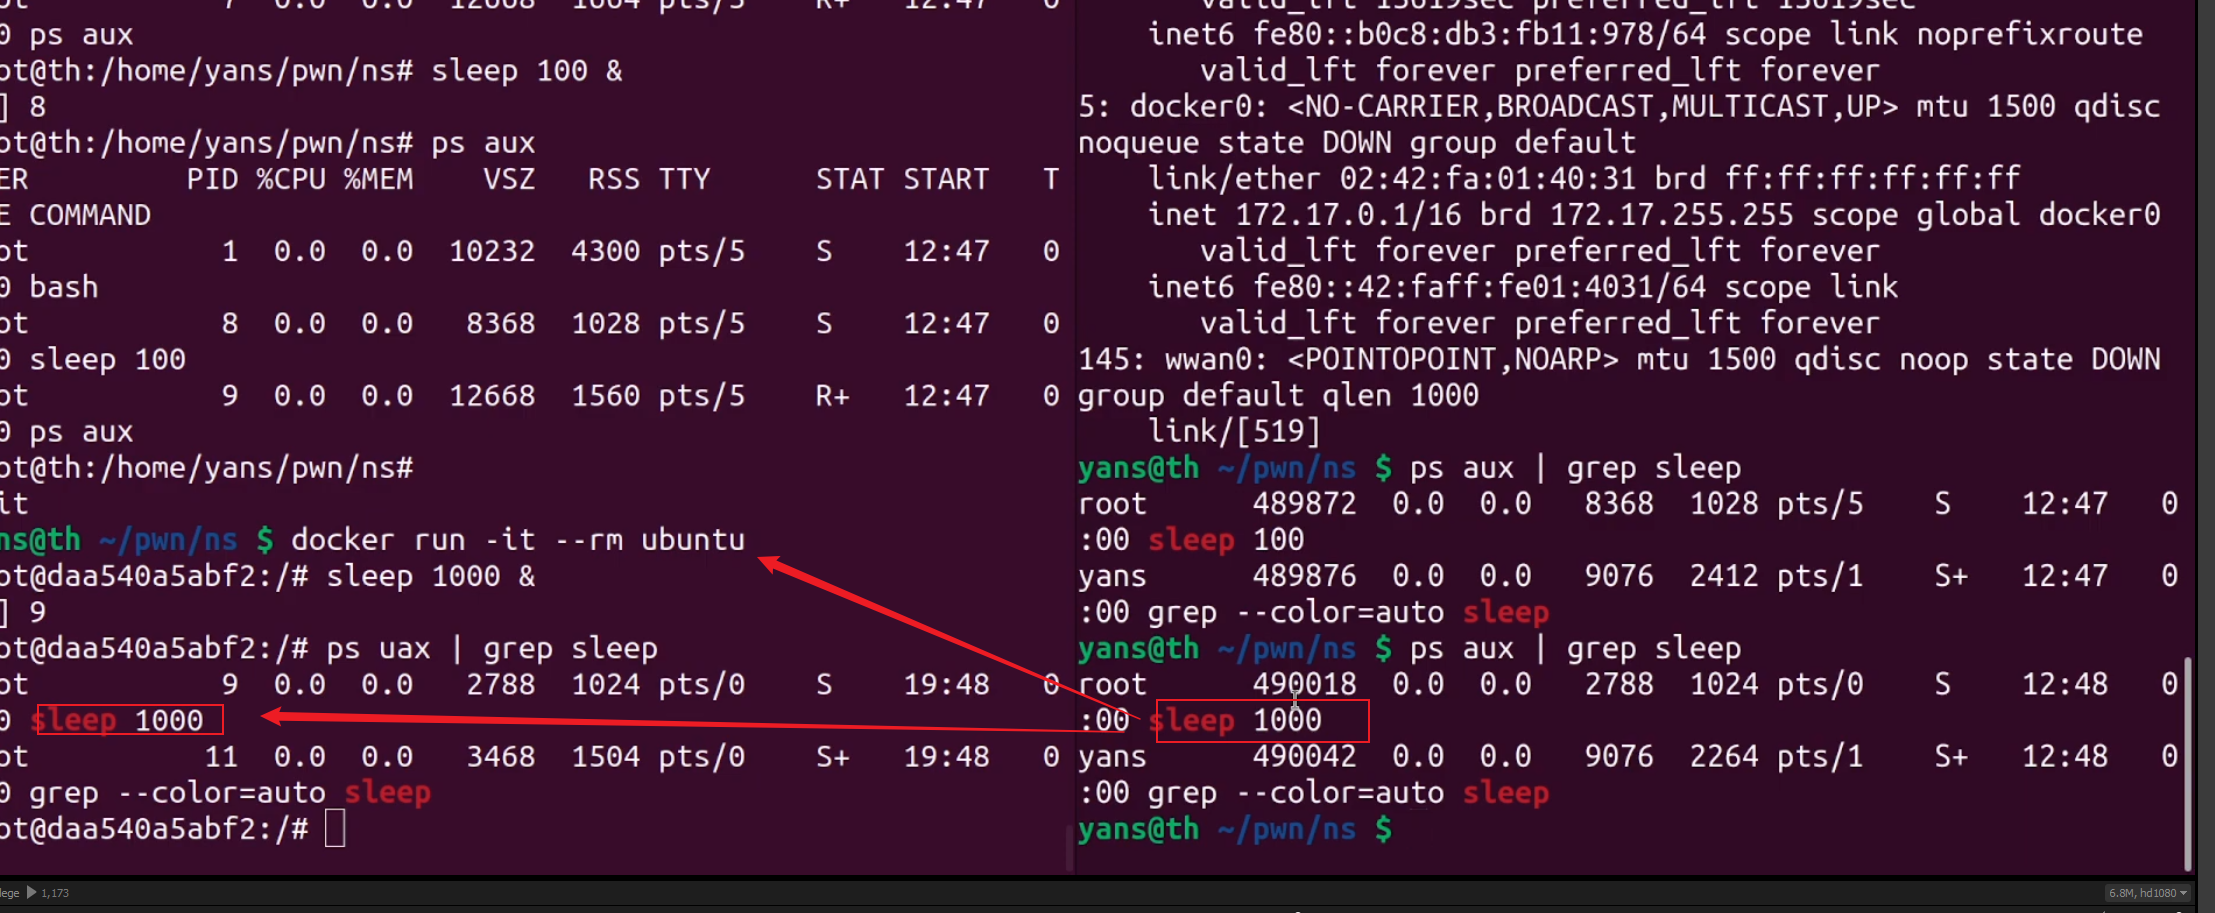 ot 7 0.0 0.0 12668 1664 pts/5 R+ 12:47 0
0 ps aux
ot@th:/home/yans/pwn/ns# sleep 100 &
] 8
ot@th:/home/yans/pwn/ns# ps aux
ER PID %CPU %MEM VSZ RSS TTY STAT START T
E COMMAND
ot 1 0.0 0.0 10232 4300 pts/5 S 12:47 0
0 bash
ot 8 0.0 0.0 8368 1028 pts/5 S 12:47 0
0 sleep 100
ot 9 0.0 0.0 12668 1560 pts/5 R+ 12:47 0
0 ps aux
ot@th:/home/yans/pwn/ns#
it
ns@th ~/pwn/ns $ docker run -it --rm ubuntu
ot@daa540a5abf2:/# sleep 1000 &
] 9
ot@daa540a5abf2:/# ps uax | grep sleep
ot 9 0.0 0.0 2788 1024 pts/0 S 19:48 0
0 sleep 1000
ot 11 0.0 0.0 3468 1504 pts/0 S+ 19:48 0
0 grep --color=auto sleep
ot@daa540a5abf2:/#
valid_lft 13619sec preferred_lft 13619sec
inet6 fe80::b0c8:db3:fb11:978/64 scope link noprefixroute
valid_lft forever preferred_lft forever
5: docker0: <NO-CARRIER,BROADCAST,MULTICAST,UP> mtu 1500 qdisc
noqueue state DOWN group default
link/ether 02:42:fa:01:40:31 brd ff:ff:ff:ff:ff:ff
inet 172.17.0.1/16 brd 172.17.255.255 scope global docker0
valid_lft forever preferred_lft forever
inet6 fe80::42:faff:fe01:4031/64 scope link
valid_lft forever preferred_lft forever
145: wwan0: <POINTOPOINT,NOARP> mtu 1500 qdisc noop state DOWN
group default qlen 1000
link/[519]
yans@th ~/pwn/ns $ ps aux | grep sleep
root 489872 0.0 0.0 8368 1028 pts/5 S 12:47 0
:00 sleep 100
yans 489876 0.0 0.0 9076 2412 pts/1 S+ 12:47 0
:00 grep --color=auto sleep
yans@th ~/pwn/ns $ ps aux | grep sleep
root 490018 0.0 0.0 2788 1024 pts/0 S 12:48 0
:00 sleep 1000
yans 490042 0.0 0.0 9076 2264 pts/1 S+ 12:48 0
:00 grep --color=auto sleep
yans@th ~/pwn/ns $
lege 1,173
6.8M, hd1080